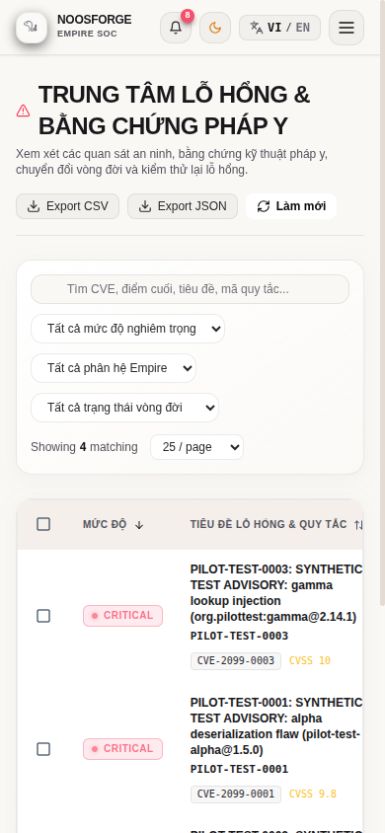 NOOSFORGE
EMPIRE SOC
8
VI / EN
TRUNG TÂM LỖ HỔNG &
BẰNG CHỨNG PHÁP Y
Xem xét các quan sát an ninh, bằng chứng kỹ thuật pháp y,
chuyển đổi vòng đời và kiểm thử lại lỗ hổng.
Export CSV
Export JSON
Làm mới
Tìm CVE, điểm cuối, tiêu đề, mã quy tắc...
Tất cả mức độ nghiêm trọng
Tất cả phân hệ Empire
Tất cả trạng thái vòng đời
Showing 4 matching
25 / page
MỨC ĐỘ ↓
TIÊU ĐỀ LỖ HỔNG & QUY TẮC ↑↓
CRITICAL
PILOT-TEST-0003: SYNTHETIC
TEST ADVISORY: gamma
lookup injection
(org.pilottest:gamma@2.14.1)
PILOT-TEST-0003
CVE-2099-0003 CVSS 10
CRITICAL
PILOT-TEST-0001: SYNTHETIC
TEST ADVISORY: alpha
deserialization flaw (pilot-test-
alpha@1.5.0)
PILOT-TEST-0001
CVE-2099-0001 CVSS 9.8